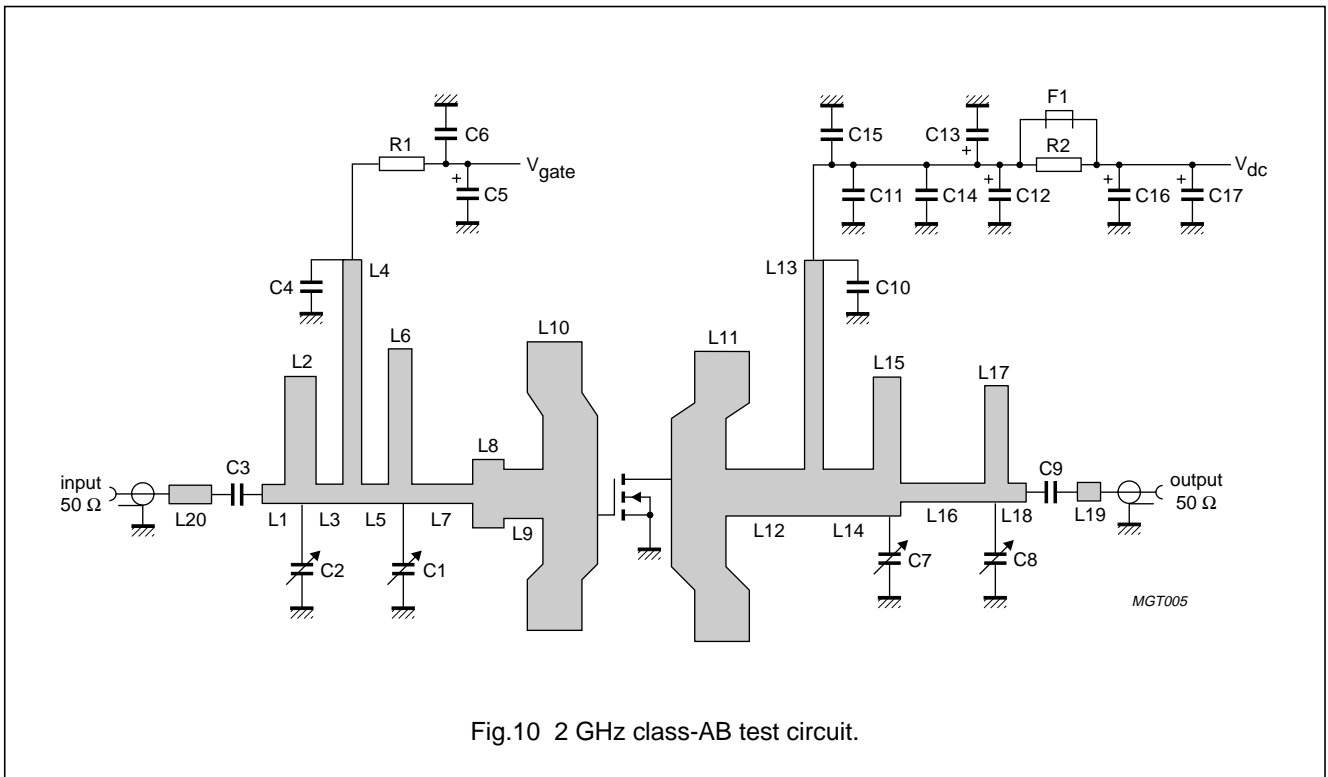 F1
C6
C15
C13
R1
R2
+
V gate
V dc
+
C5
C11
C14
+
C12
+
C16
+
C17
L4
L13
C4
C10
L6
L10
L11
L2
L15
L17
L8
input
50 Ω
C3
C9
output
50 Ω
L20
L1
L3
L5
L7
L9
L12
L14
L16
L18
L19
C2
C1
C7
C8
MGT005
Fig.10 2 GHz class-AB test circuit.